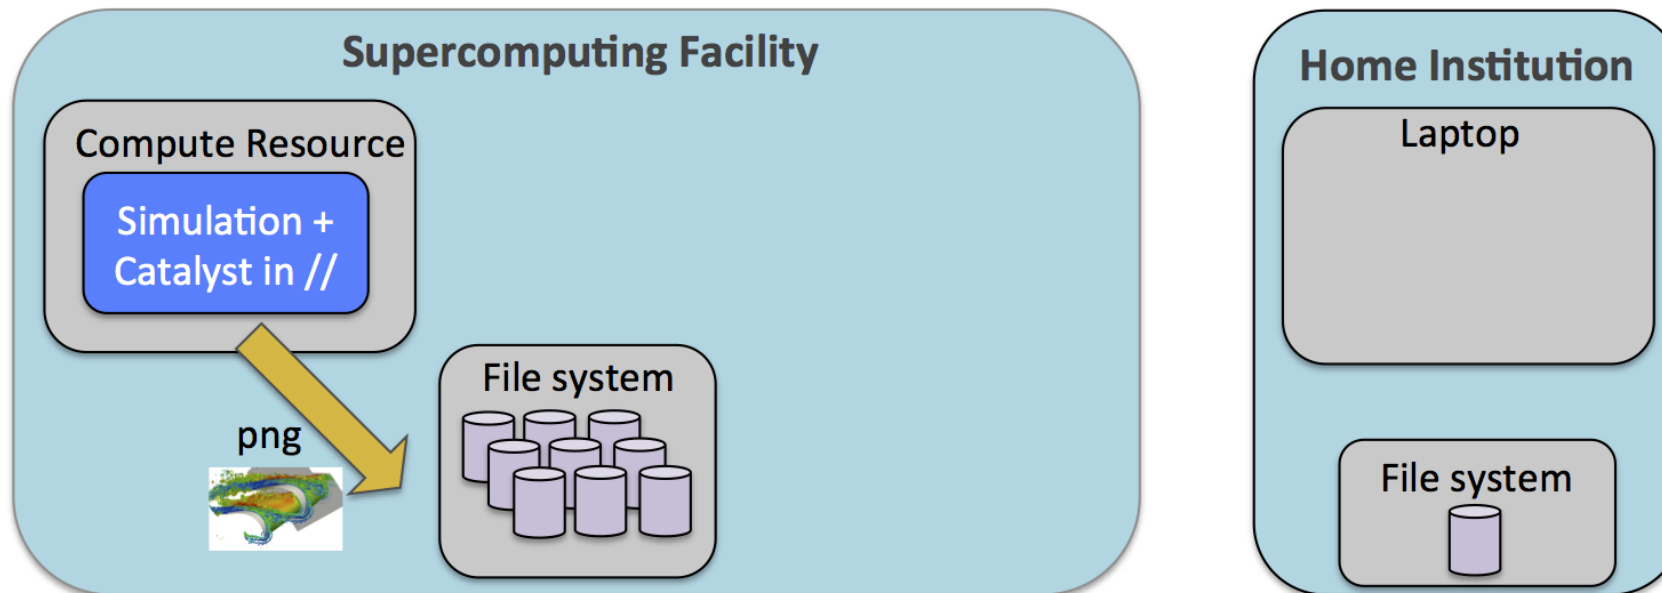 Supercomputing Facility
Compute Resource
Simulation +
Catalyst in //
png
File system
Home Institution
Laptop
File system